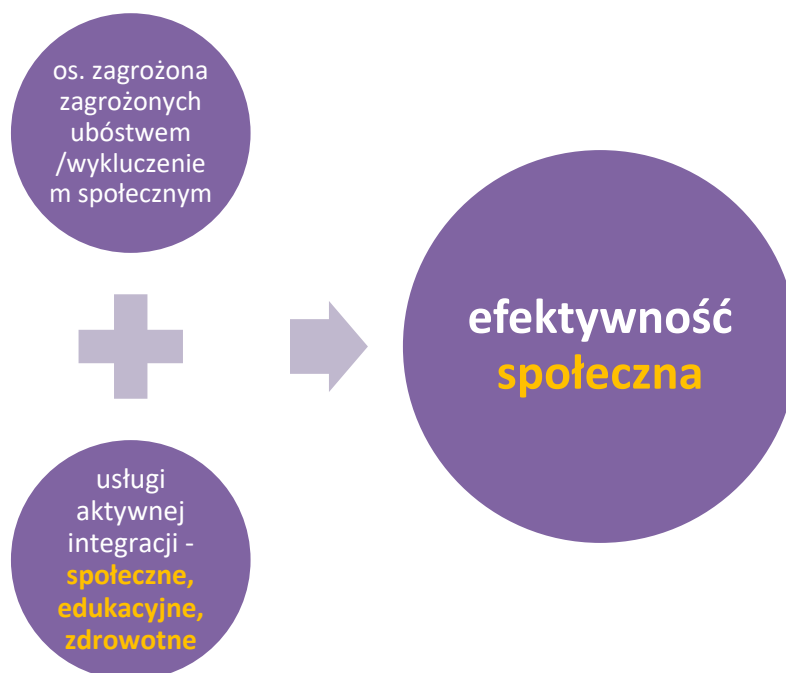 os. zagrożona
zagrożonych
ubóstwem
/wykluczenie
m społecznym
usługi
aktywnej
integracji -
społeczne,
edukacyjne,
zdrowotne
efektywność
społeczna